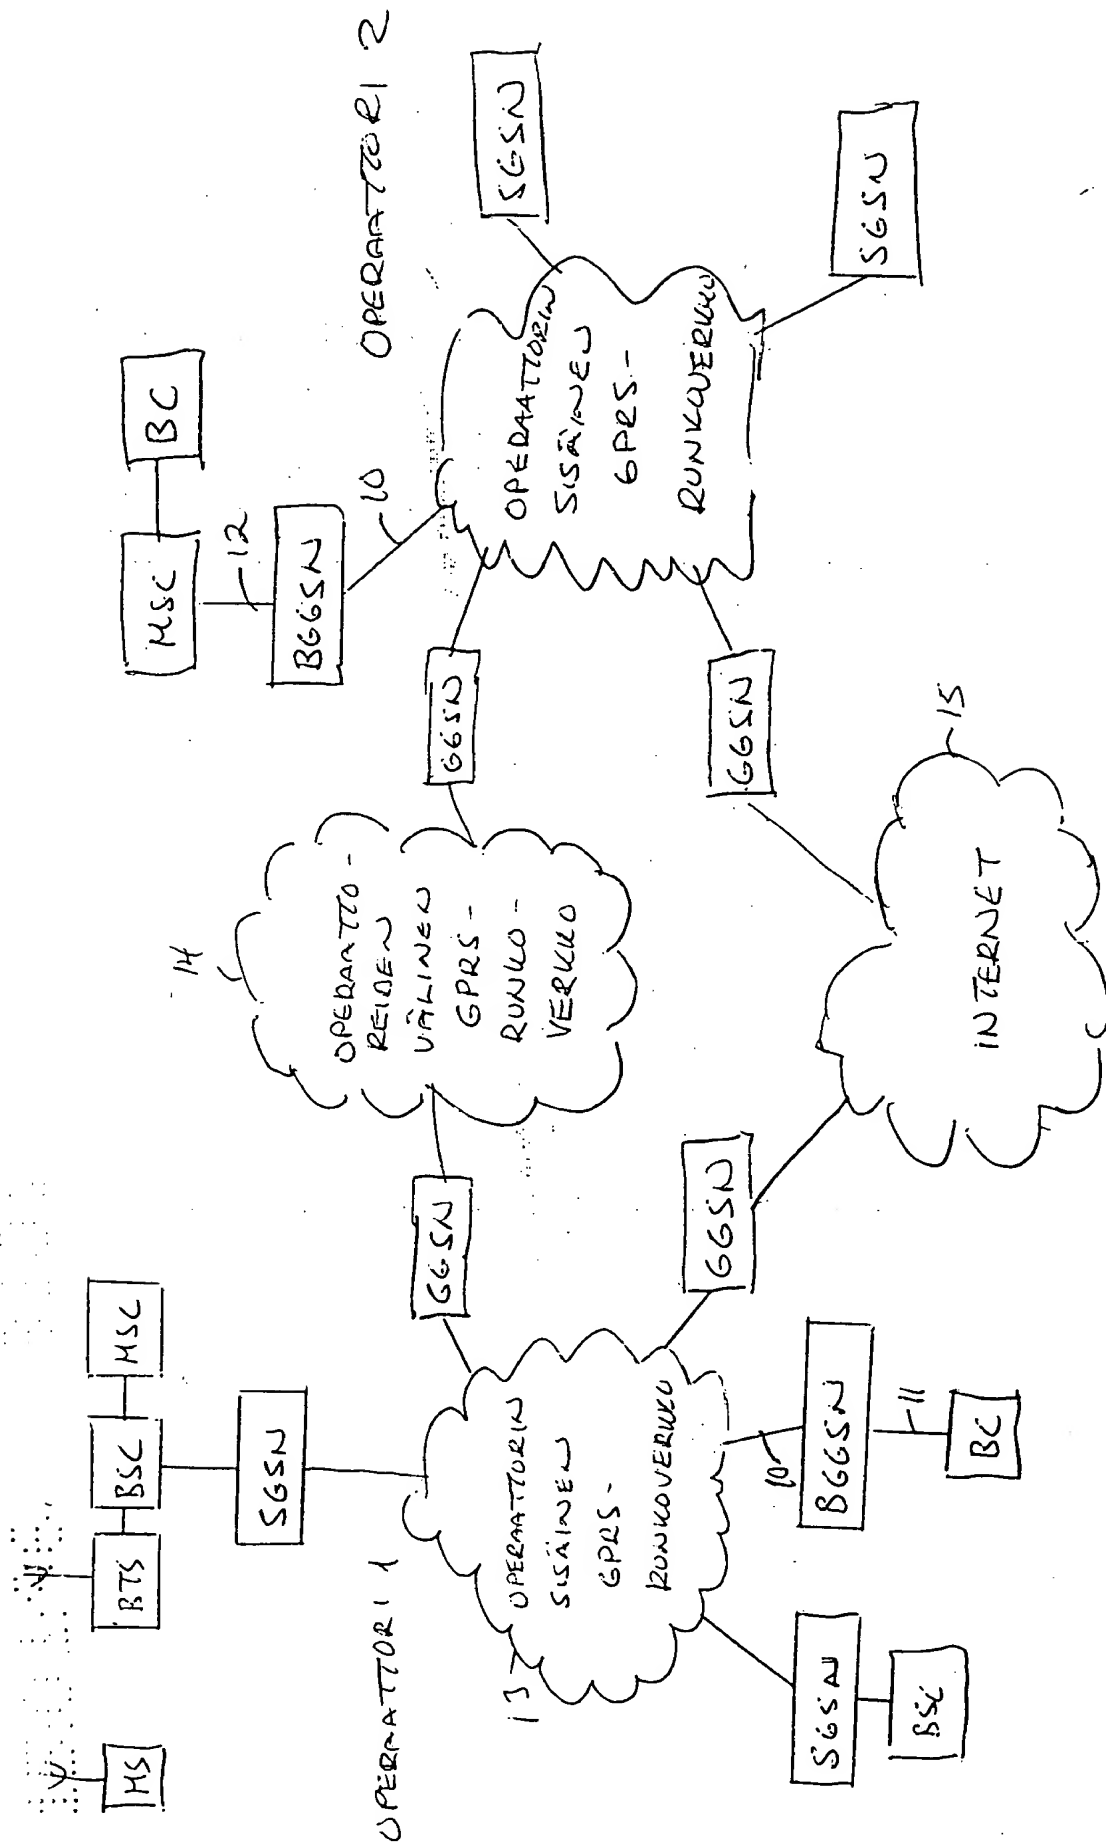 MS
BTS
BSC
MSC
SGSN
MSC
BC
12
BGGSN
10
OPERAATTORI 1
OPERAATTORI 2
14
OPERAATTO-
REIDEN
VÄLINEN
GPRS-
RUNKO-
VERKKO
GGSN
GGSN
SGSN
13
OPERAATTORIN
SISÄINEN
GPRS-
RUNKOVERKKO
OPERAATTORIN
SISÄINEN
GPRS-
RUNKOVERKKO
GGSN
GGSN
SGSN
10
BGGSN
11
BC
SGSN
BSC
INTERNET
15